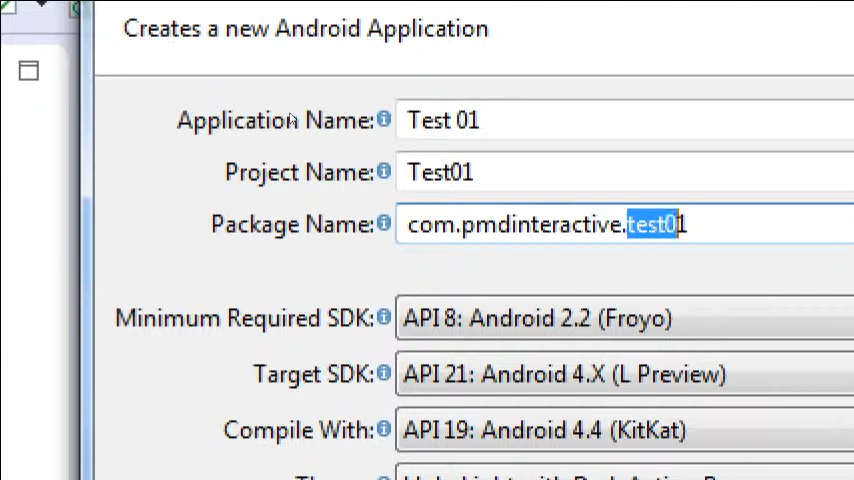 Creates a new Android Application
Application Name: Test 01
Project Name: Test01
Package Name: com.pmdinteractive.test01
Minimum Required SDK: API 8: Android 2.2 (Froyo)
Target SDK: API 21: Android 4.X (L Preview)
Compile With: API 19: Android 4.4 (KitKat)